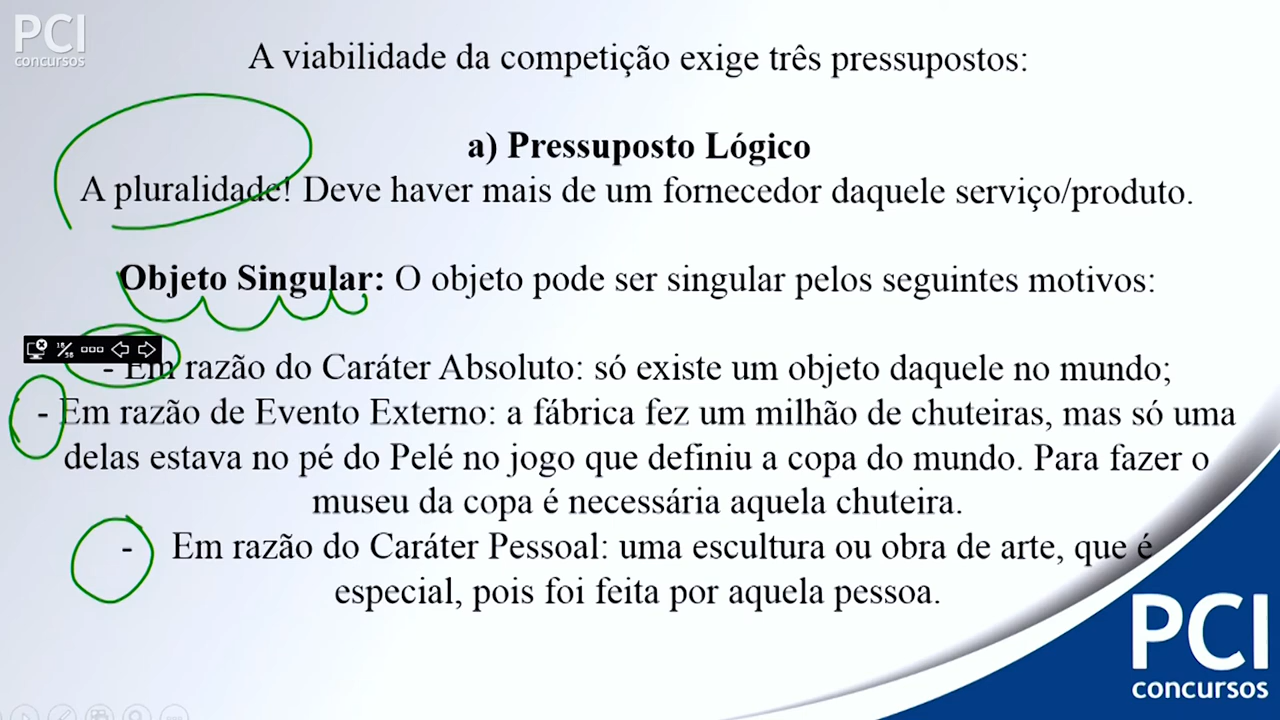 PCI
concursos
A viabilidade da competição exige três pressupostos:
a) Pressuposto Lógico
A pluralidade! Deve haver mais de um fornecedor daquele serviço/produto.
Objeto Singular: O objeto pode ser singular pelos seguintes motivos:
- Em razão do Caráter Absoluto: só existe um objeto daquele no mundo;
- Em razão de Evento Externo: a fábrica fez um milhão de chuteiras, mas só uma
delas estava no pé do Pelé no jogo que definiu a copa do mundo. Para fazer o
museu da copa é necessária aquela chuteira.
- Em razão do Caráter Pessoal: uma escultura ou obra de arte, que é
especial, pois foi feita por aquela pessoa.
PCI
concursos